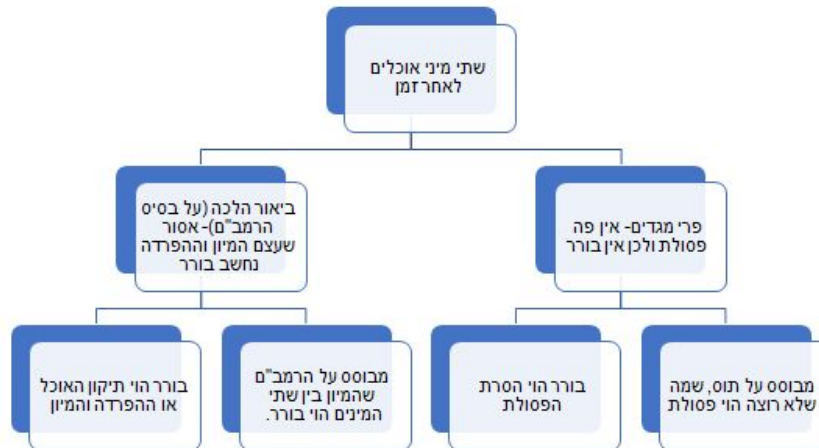 שתי מיני אוכלים
לאחר זמן
פרי מגדים- אין פה
פסולת ולכן אין בורר
ביאור הלכה (על בסיס
הרמב"ם)- אסור
שעצם המיון וההפרדה
נחשב בורר
מבוסס על תוס, שמה
שלא רוצה הוי פסולת
בורר הוי הסרת
הפסולת
מבוסס על הרמב"ם
שהמיון בין שתי
המינים הוי בורר.
בורר הוי תיקון האוכל
או ההפרדה והמיון